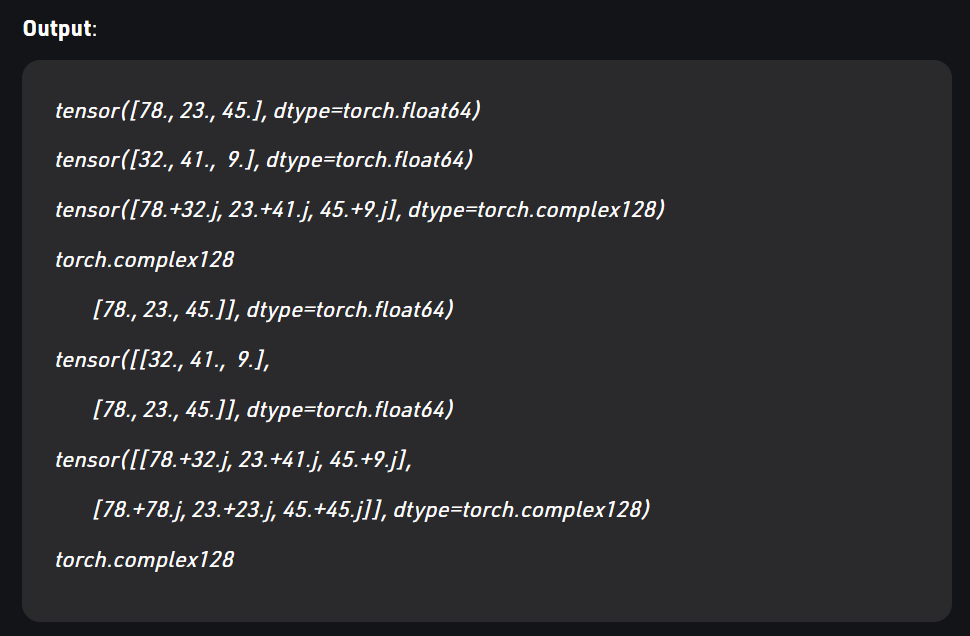 Output:
tensor([78., 23., 45.], dtype=torch.float64)
tensor([32., 41.,  9.], dtype=torch.float64)
tensor([78.+32.j, 23.+41.j, 45.+9.j], dtype=torch.complex128)
torch.complex128
[78., 23., 45.]], dtype=torch.float64)
tensor([[32., 41.,  9.],
[78., 23., 45.]], dtype=torch.float64)
tensor([[78.+32.j, 23.+41.j, 45.+9.j],
[78.+78.j, 23.+23.j, 45.+45.j]], dtype=torch.complex128)
torch.complex128